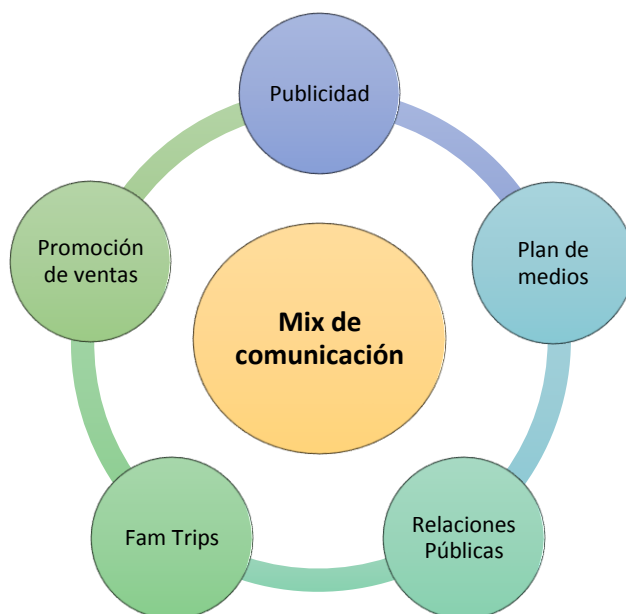 Publicidad
Plan de
medios
Relaciones
Públicas
Fam Trips
Promoción
de ventas
Mix de
comunicación